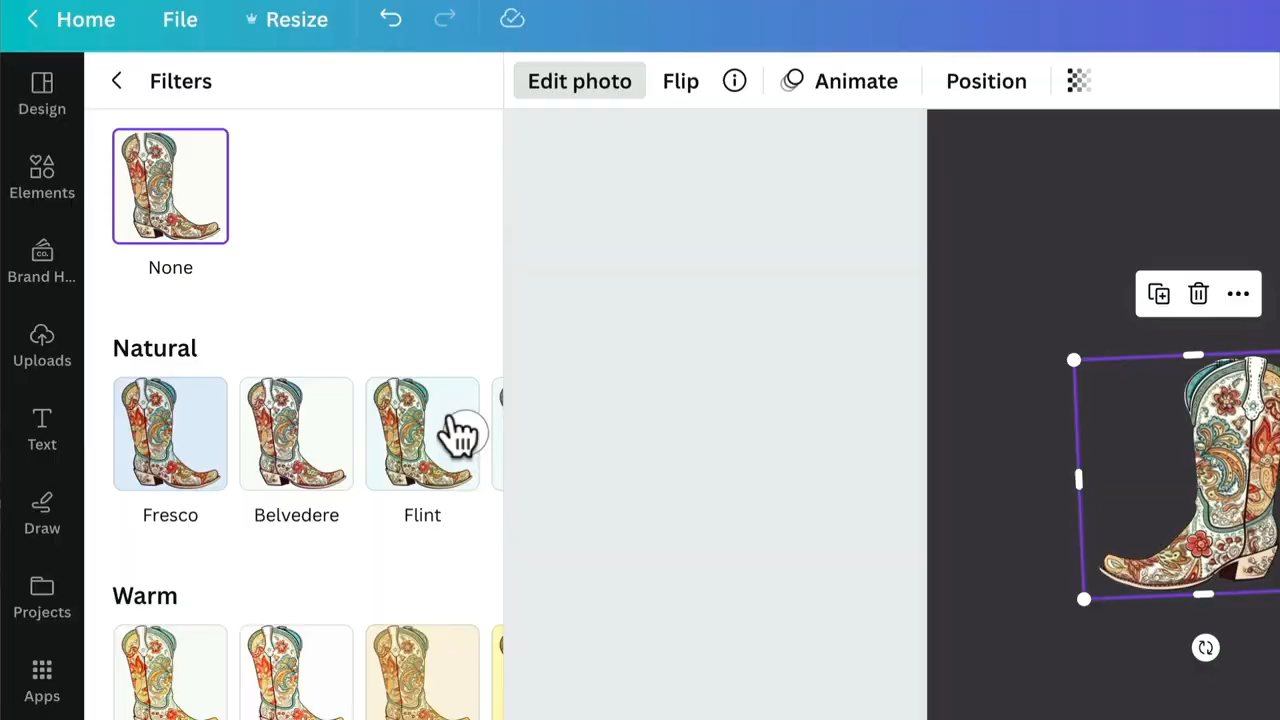 Home File Resize
Design
Elements
Brand H...
CO.
Uploads
Text
Draw
Projects
Apps
Filters
None
Natural
Fresco Belvedere Flint
Warm
Edit photo Flip Animate Position